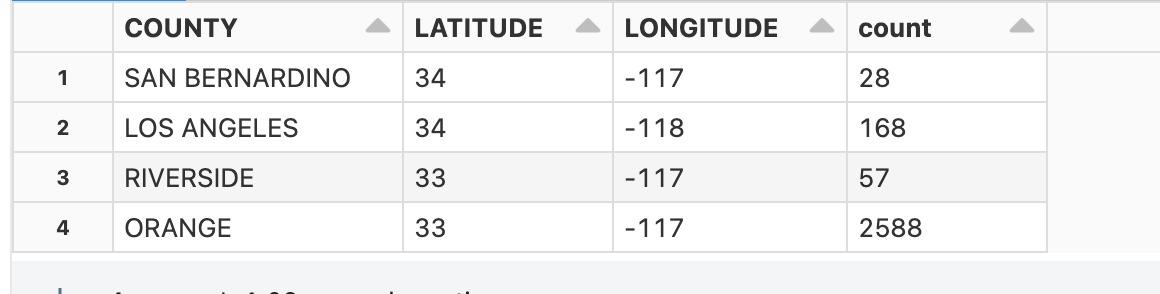 COUNTY LATITUDE LONGITUDE count
1 SAN BERNARDINO 34 -117 28
2 LOS ANGELES 34 -118 168
3 RIVERSIDE 33 -117 57
4 ORANGE 33 -117 2588